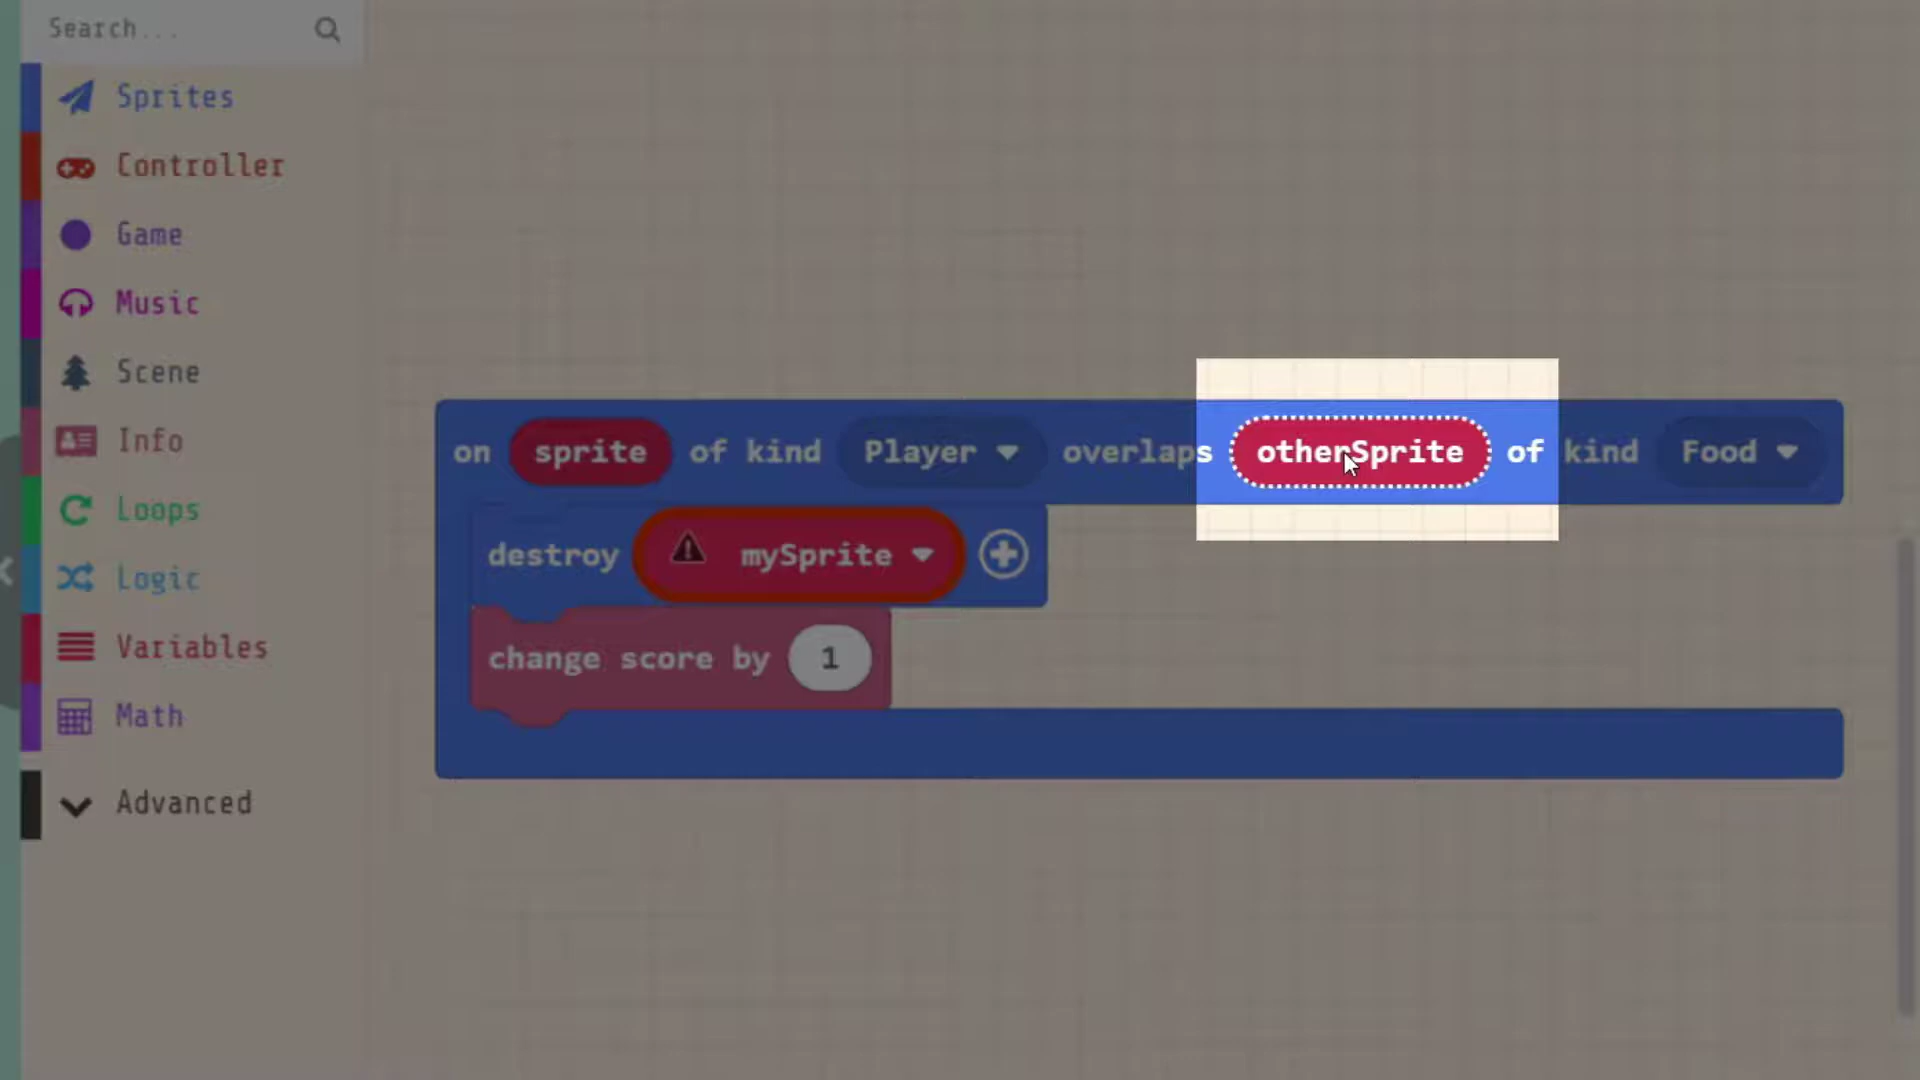 Search...
Sprites
Controller
Game
Music
Scene
Info
Loops
Logic
Variables
Math
Advanced
on sprite of kind Player overlaps otherSprite of kind Food
destroy mySprite
change score by 1